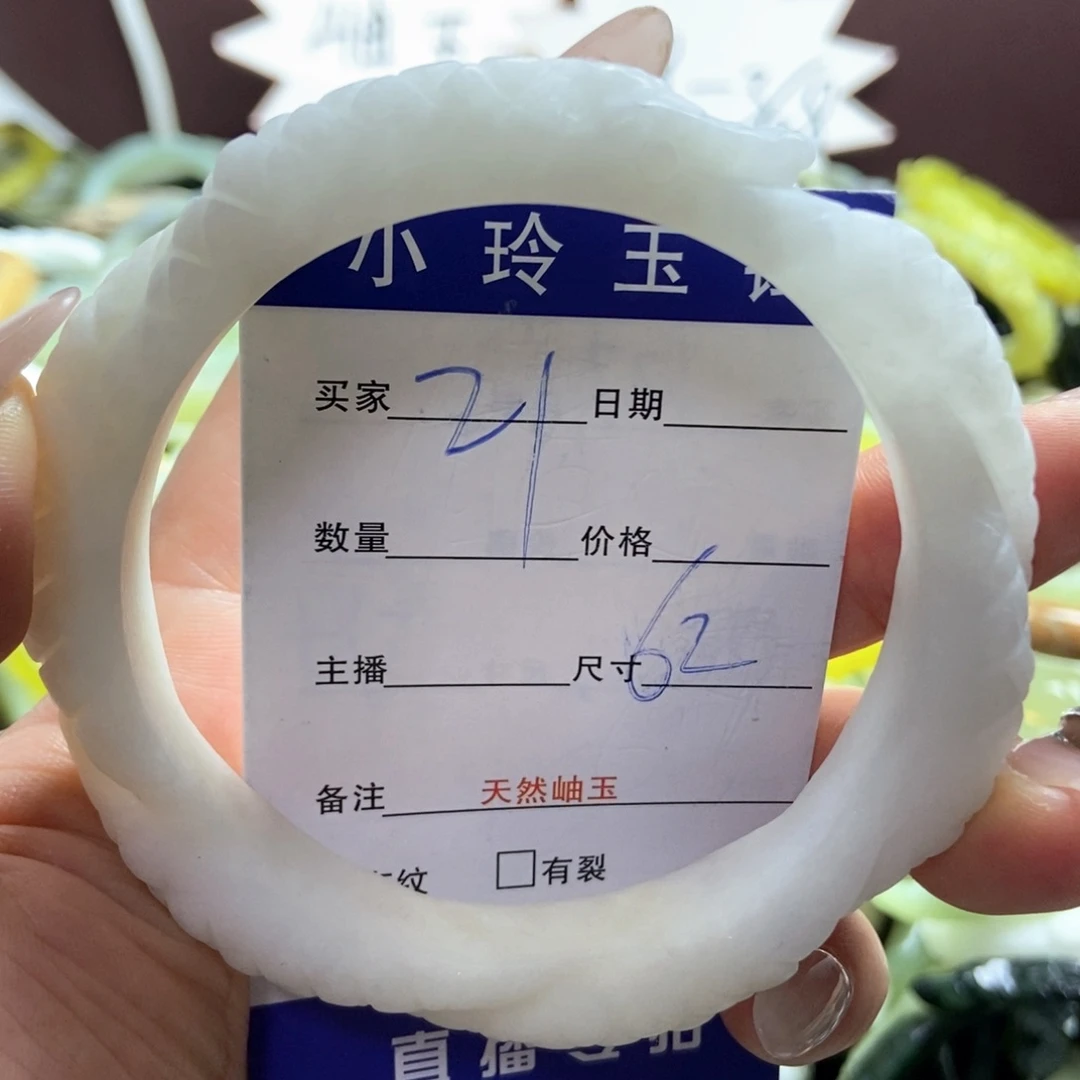 小玲玉
买家 21 日期
数量 价格
主播 尺寸 62
备注 天然岫玉
纹 □有裂
直播